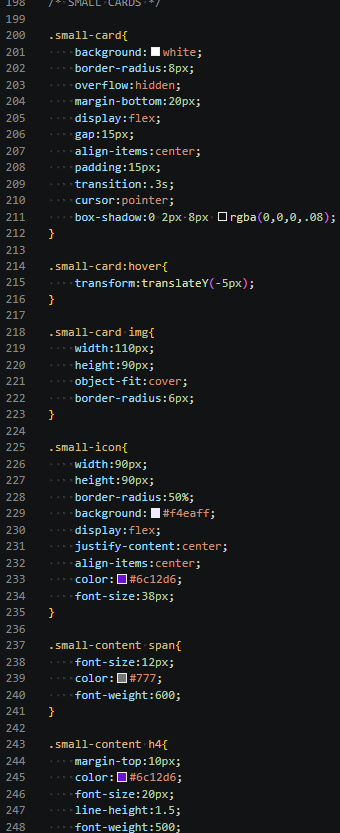 198 /* SMALL CARDS */
199
200 .small-card{
201 background:white;
202 border-radius:8px;
203 overflow:hidden;
204 margin-bottom:20px;
205 display:flex;
206 gap:15px;
207 align-items:center;
208 padding:15px;
209 transition:.3s;
210 cursor:pointer;
211 box-shadow:0 2px 8px rgba(0,0,0,.08);
212 }
213
214 .small-card:hover{
215 transform:translateY(-5px);
216 }
217
218 .small-card img{
219 width:110px;
220 height:90px;
221 object-fit:cover;
222 border-radius:6px;
223 }
224
225 .small-icon{
226 width:90px;
227 height:90px;
228 border-radius:50%;
229 background:#f4eaff;
230 display:flex;
231 justify-content:center;
232 align-items:center;
233 color:#6c12d6;
234 font-size:38px;
235 }
236
237 .small-content span{
238 font-size:12px;
239 color:#777;
240 font-weight:600;
241 }
242
243 .small-content h4{
244 margin-top:10px;
245 color:#6c12d6;
246 font-size:20px;
247 line-height:1.5;
248 font-weight:500;